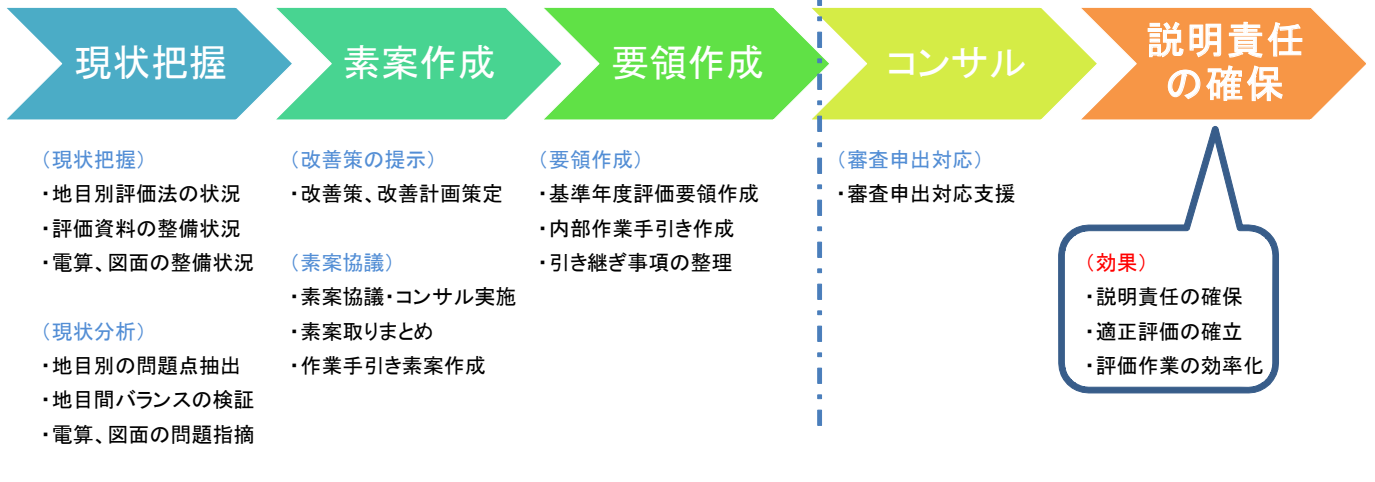 現状把握
素案作成
要領作成
コンサル
説明責任
の確保
（現状把握）
・地目別評価法の状況
・評価資料の整備状況
・電算、図面の整備状況
（現状分析）
・地目別の問題点抽出
・地目間バランスの検証
・電算、図面の問題指摘
（改善策の提示）
・改善策、改善計画策定
（素案協議）
・素案協議・コンサル実施
・素案取りまとめ
・作業手引き素案作成
（要領作成）
・基準年度評価要領作成
・内部作業手引き作成
・引き継ぎ事項の整理
（審査申出対応）
・審査申出対応支援
（効果）
・説明責任の確保
・適正評価の確立
・評価作業の効率化